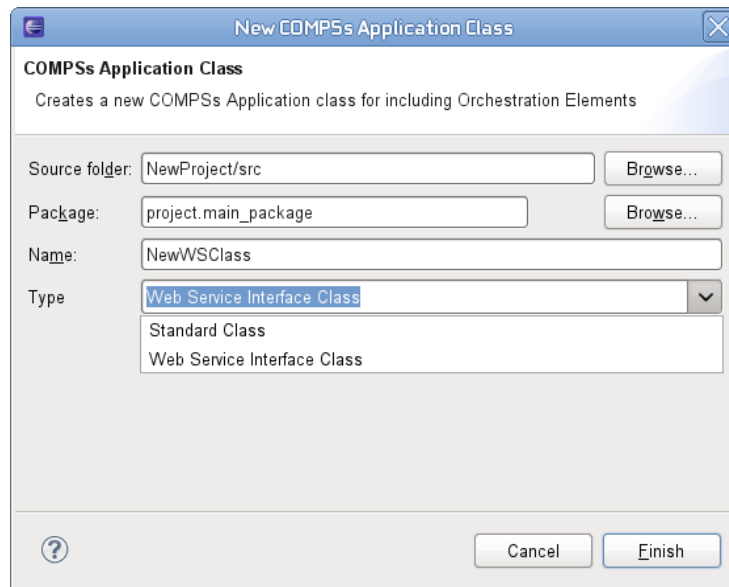 New COMPSs Application Class
COMPSs Application Class
Creates a new COMPSs Application class for including Orchestration Elements
Source folder: NewProject/src Browse...
Package: project.main_package Browse...
Name: NewWSClass
Type Web Service Interface Class
Standard Class
Web Service Interface Class
? Cancel Finish